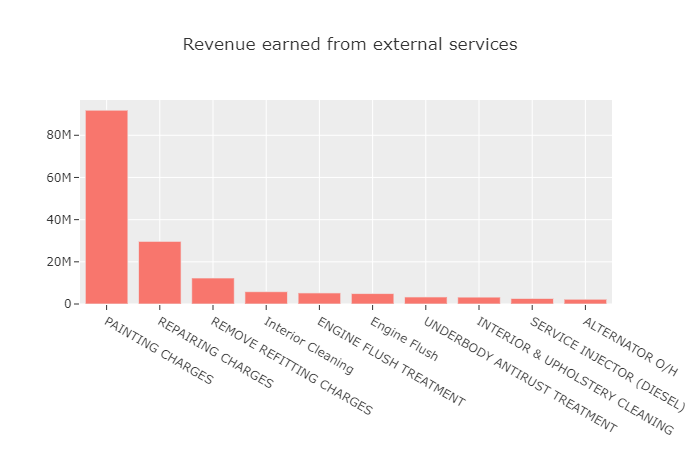 Revenue earned from external services
80M
60M
40M
20M
0
PAINTING CHARGES
REPAIRING CHARGES
REMOVE REFITTING CHARGES
Interior Cleaning
ENGINE FLUSH TREATMENT
Engine Flush
UNDERBODY ANTIRUST TREATMENT
INTERIOR & UPHOLSTERY CLEANING
SERVICE INJECTOR (DIESEL)
ALTERNATOR O/H